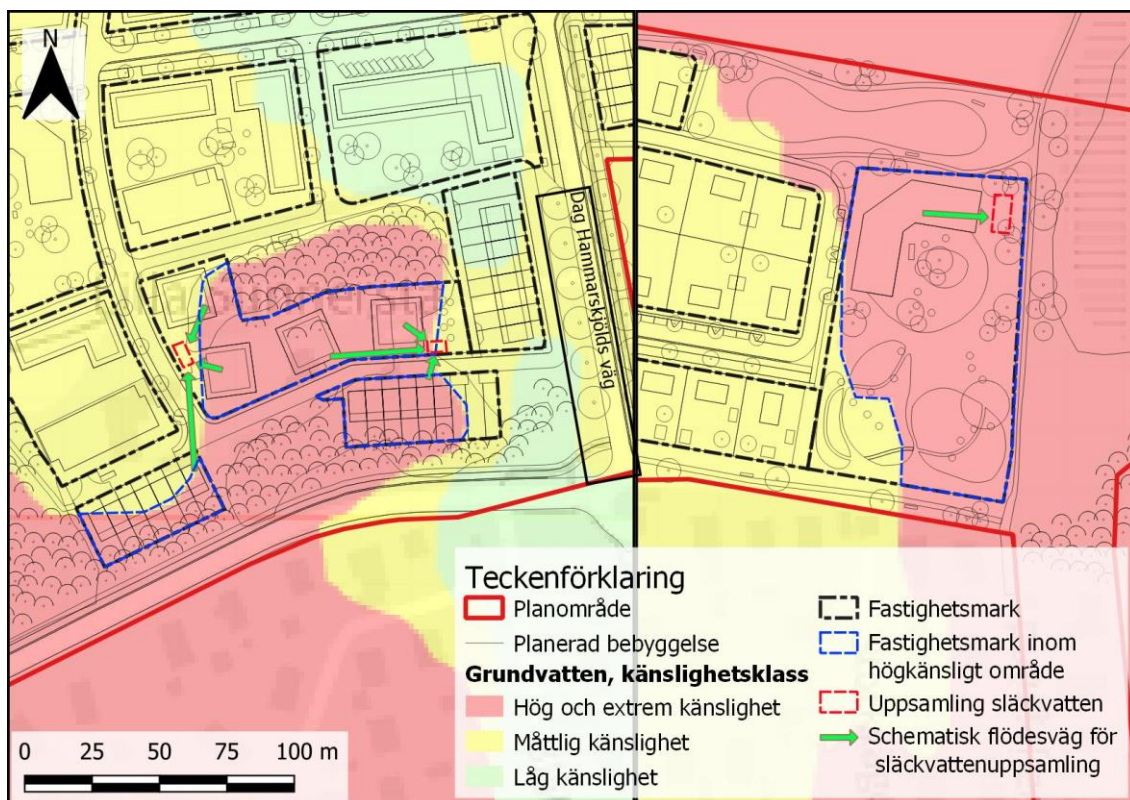 N
Dag Hammarskjölds väg
Teckenförklaring
Planområde
Planerad bebyggelse
Grundvatten, känslighetsklass
Hög och extrem känslighet
Måttlig känslighet
Låg känslighet
Fastighetsmark
Fastighetsmark inom
högkänsligt område
Uppsamling släckvatten
Schematisk flödesväg för
släckvattenuppsamling
0 25 50 75 100 m